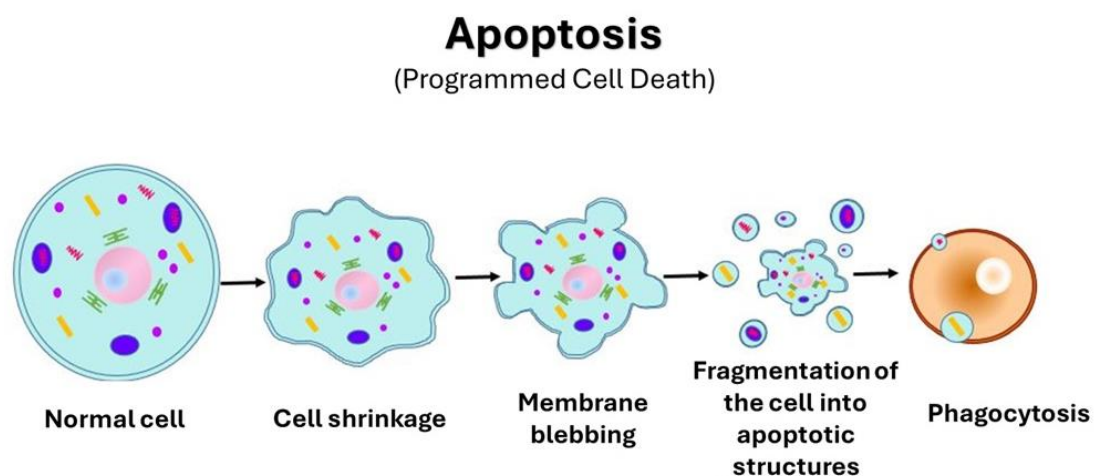 Apoptosis
(Programmed Cell Death)
Normal cell
Cell shrinkage
Membrane
blebbing
Fragmentation of
the cell into
apoptotic
structures
Phagocytosis